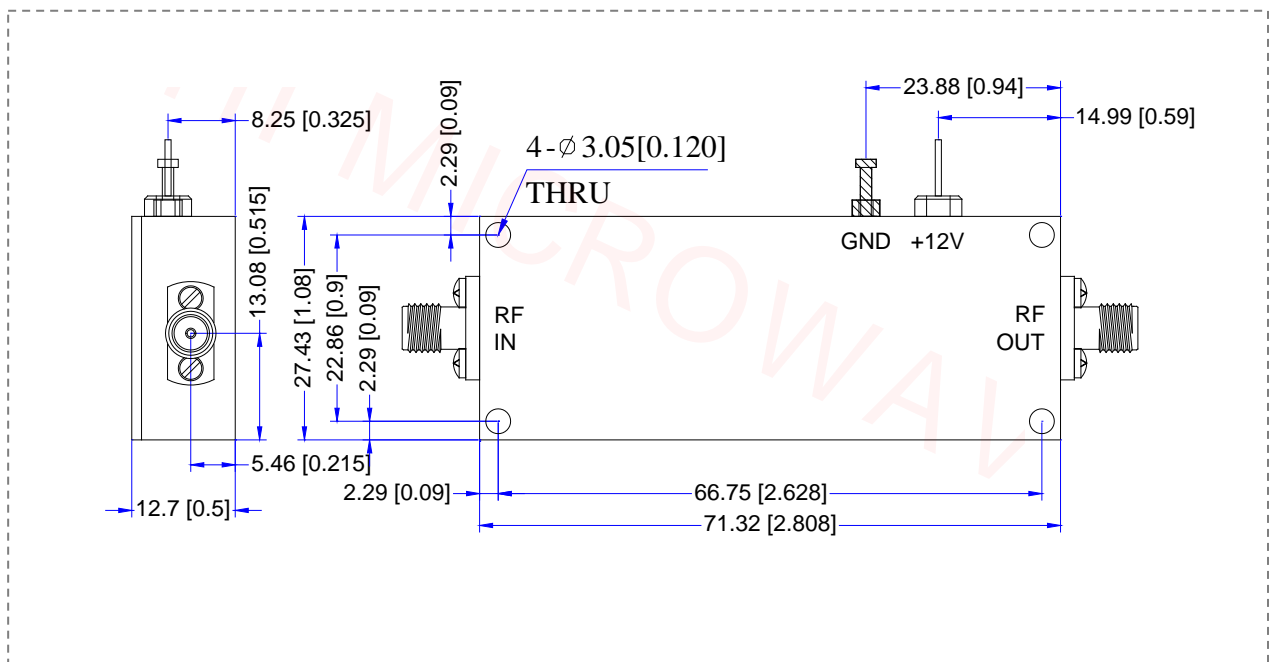 23.88 [0.94]
8.25 [0.325]
14.99 [0.59]
2.29 [0.09]
4-⌀ 3.05[0.120]
THRU
GND +12V
13.08 [0.515]
27.43 [1.08]
22.86 [0.9]
2.29 [0.09]
RF
IN
RF
OUT
5.46 [0.215]
2.29 [0.09]
66.75 [2.628]
12.7 [0.5]
71.32 [2.808]
MICROWAV